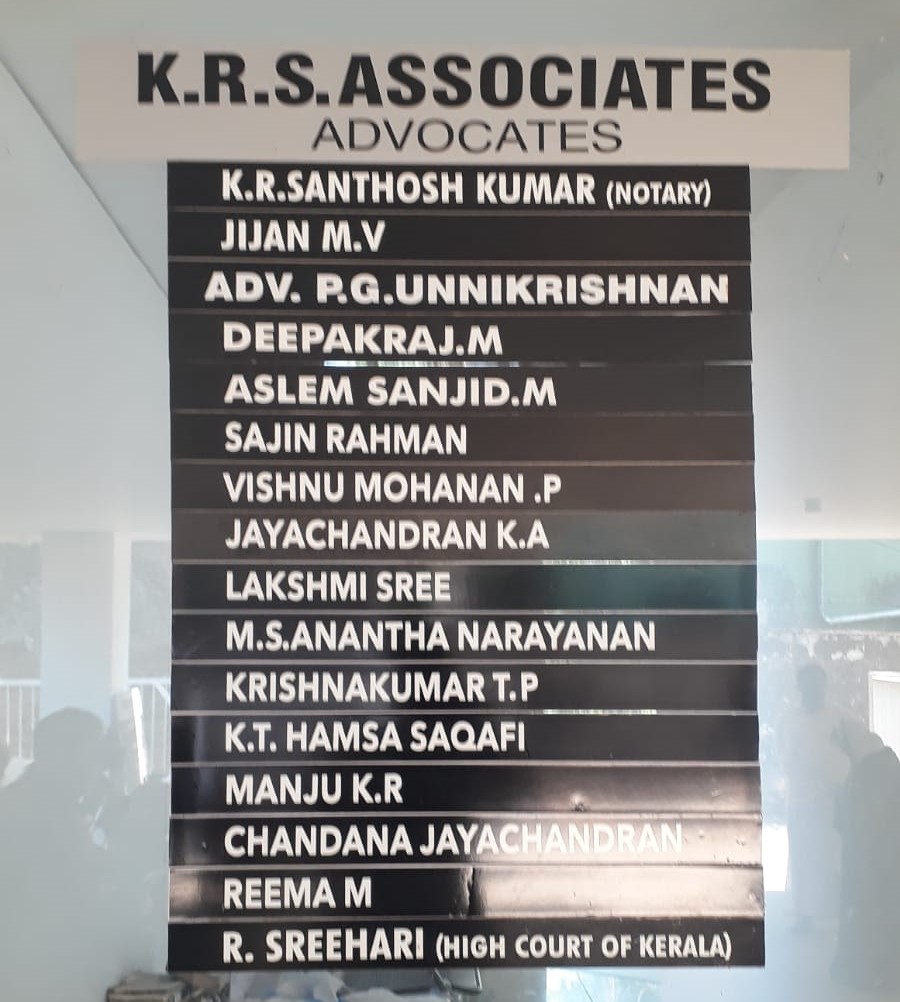 K.R.S.ASSOCIATES
ADVOCATES
K.R.SANTHOSH KUMAR (NOTARY)
JIJAN M.V
ADV. P.G.UNNIKRISHNAN
DEEPAKRAJ.M
ASLEM SANJID.M
SAJIN RAHMAN
VISHNU MOHANAN .P
JAYACHANDRAN K.A
LAKSHMI SREE
M.S.ANANTHA NARAYANAN
KRISHNAKUMAR T.P
K.T. HAMSA SAQAFI
MANJU K.R
CHANDANA JAYACHANDRAN
REEMA M
R. SREEHARI (HIGH COURT OF KERALA)